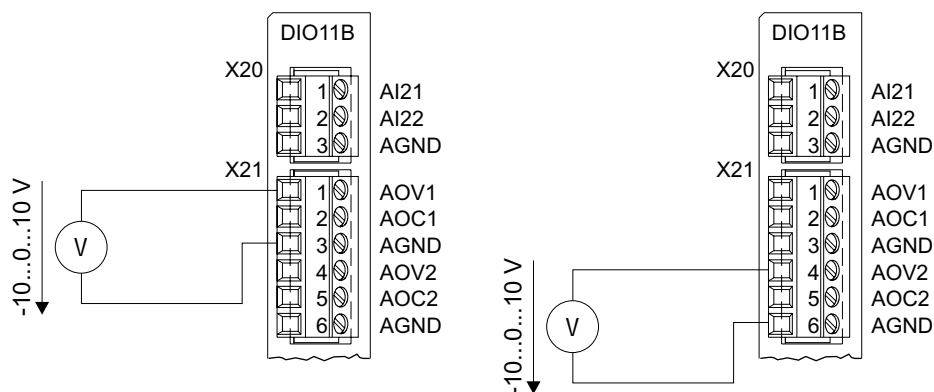 DIO11B
X20
1 AI21
2 AI22
3 AGND
X21
1 AOV1
2 AOC1
3 AGND
4 AOV2
5 AOC2
6 AGND
V
-10...0...10 V
DIO11B
X20
1 AI21
2 AI22
3 AGND
X21
1 AOV1
2 AOC1
3 AGND
4 AOV2
5 AOC2
6 AGND
V
-10...0...10 V